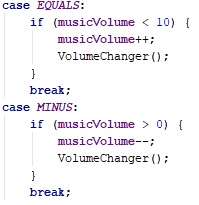 case EQUALS:
if (musicVolume < 10) {
musicVolume++;
VolumeChanger();
}
break;
case MINUS:
if (musicVolume > 0) {
musicVolume--;
VolumeChanger();
}
break;